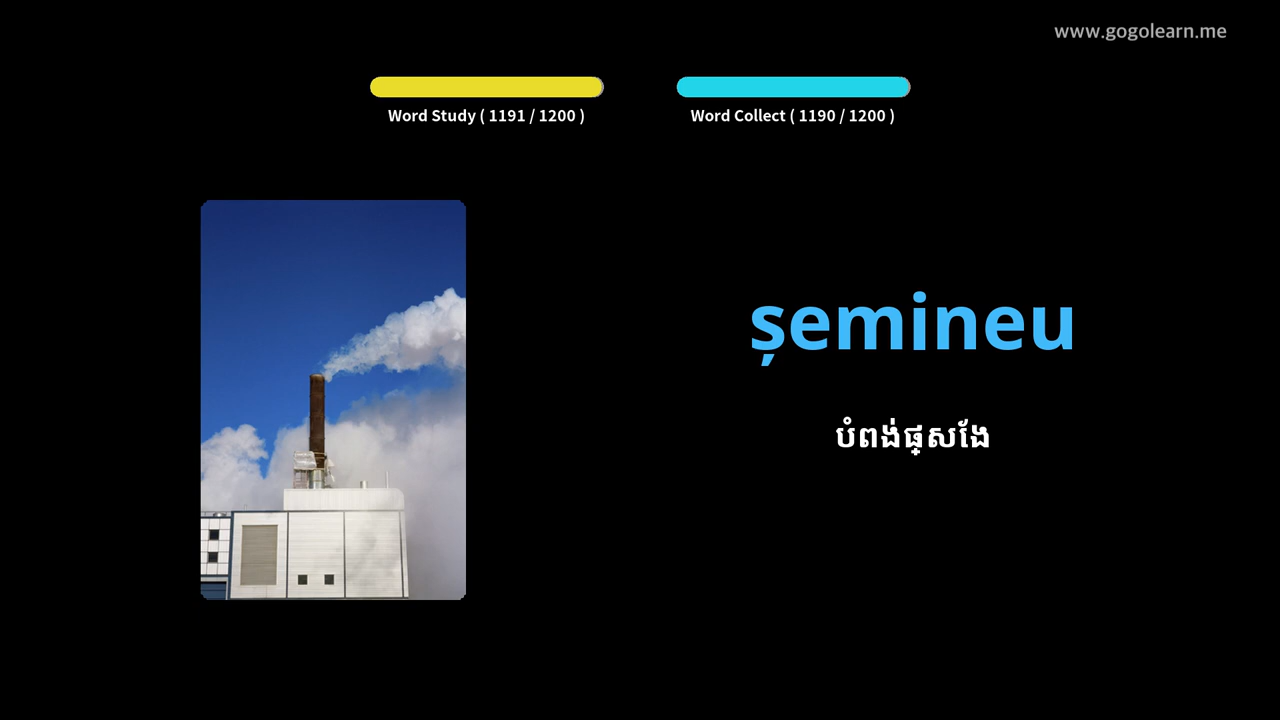 www.gogolearn.me
Word Study ( 1191 / 1200 )
Word Collect ( 1190 / 1200 )
șemineu
បំពង់ផ្សែង